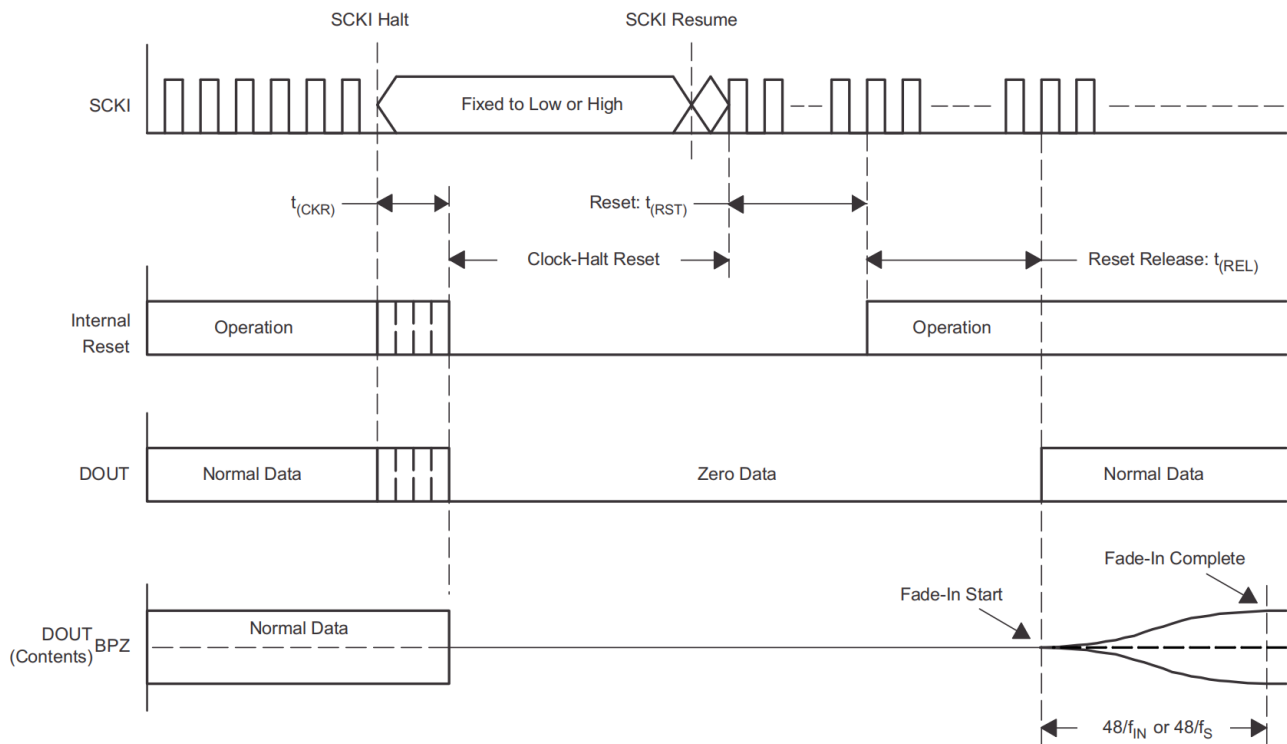 SCKI Halt
SCKI Resume
SCKI
Fixed to Low or High
t(CKR)
Reset: t(RST)
Clock-Halt Reset
Reset Release: t(REL)
Internal
Reset
Operation
Operation
DOUT
Normal Data
Zero Data
Normal Data
Fade-In Complete
Fade-In Start
DOUT
(Contents)
BPZ
Normal Data
48/fIN or 48/fS